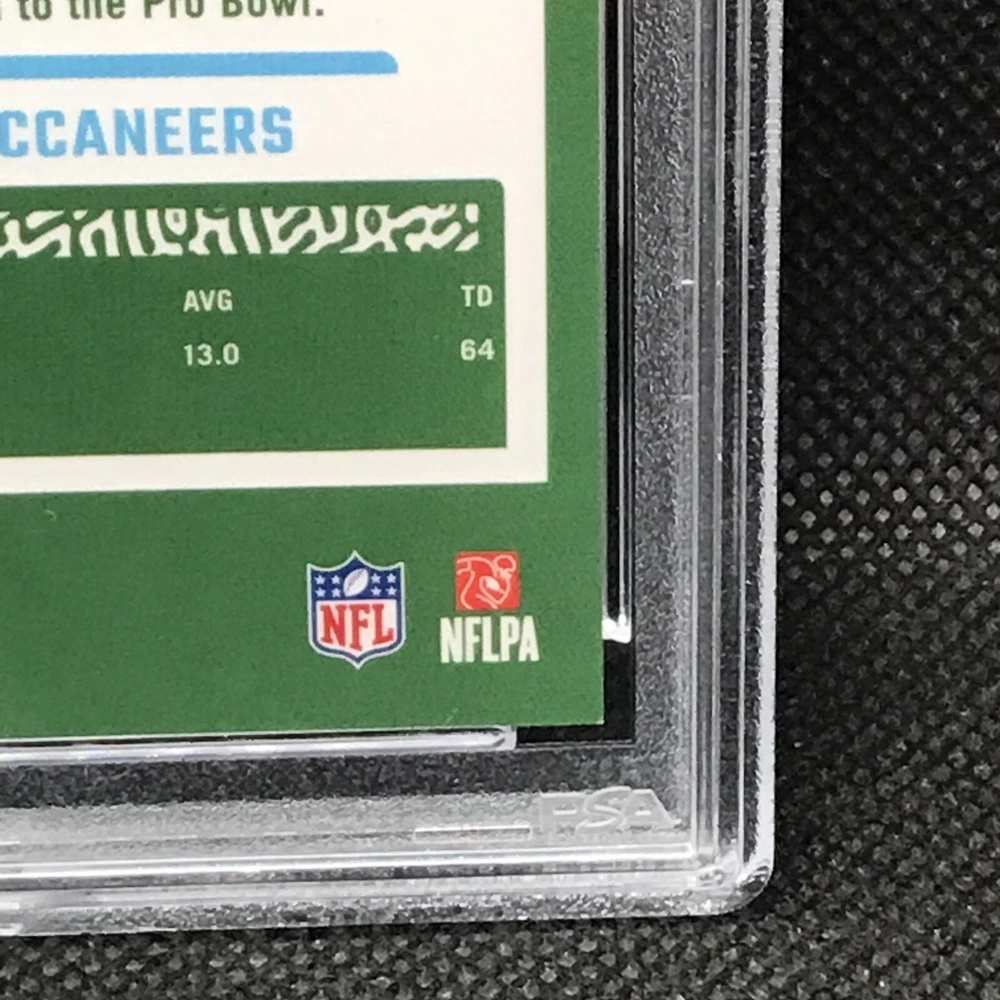 to the Pro Bowl.
CCANEERS
AVG TD
13.0 64
NFL
NFLPA
PSA